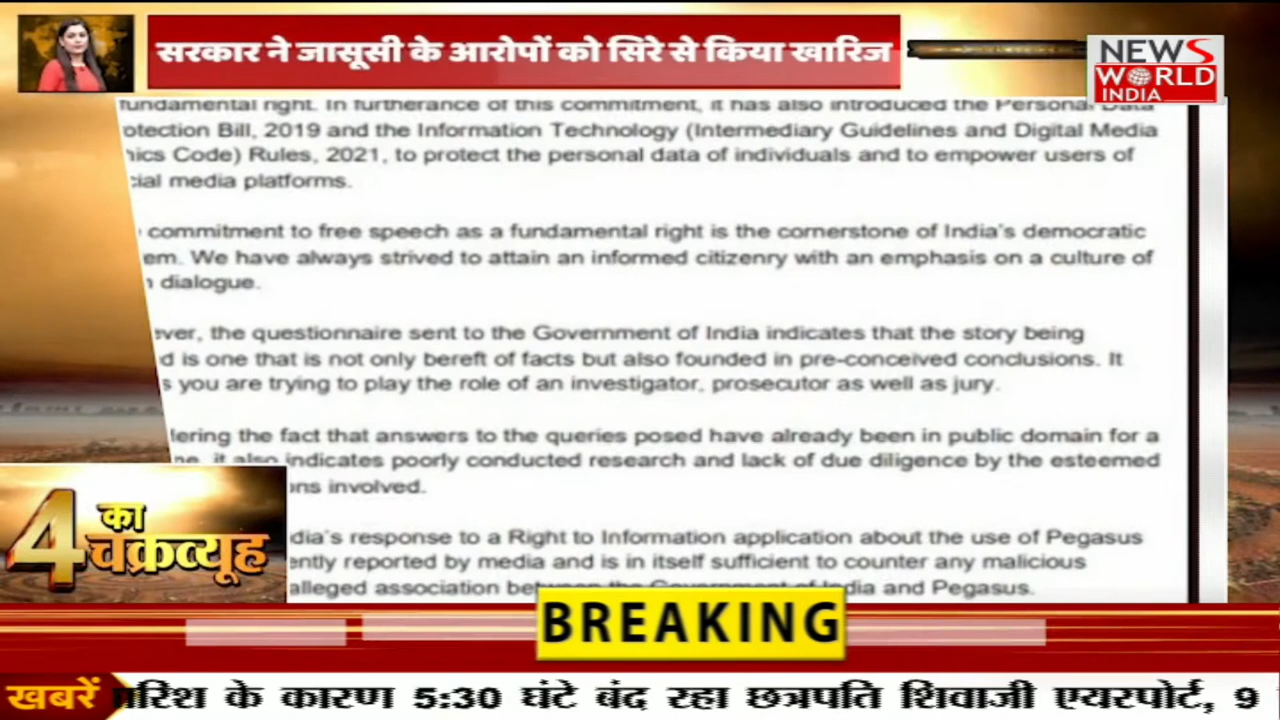 सरकार ने जासूसी के आरोपों को सिरे से किया खारिज
NEWS
WORLD
INDIA
fundamental right. In furtherance of this commitment, it has also introduced the Personal Data
otection Bill, 2019 and the Information Technology (Intermediary Guidelines and Digital Media
hics Code) Rules, 2021, to protect the personal data of individuals and to empower users of
cial media platforms.
commitment to free speech as a fundamental right is the cornerstone of India's democratic
em. We have always strived to attain an informed citizenry with an emphasis on a culture of
dialogue.
ever, the questionnaire sent to the Government of India indicates that the story being
d is one that is not only bereft of facts but also founded in pre-conceived conclusions. It
s you are trying to play the role of an investigator, prosecutor as well as jury.
dering the fact that answers to the queries posed have already been in public domain for a
me, it also indicates poorly conducted research and lack of due diligence by the esteemed
ons involved.
dia's response to a Right to Information application about the use of Pegasus
ently reported by media and is in itself sufficient to counter any malicious
alleged association between the Government of India and Pegasus.
4 का
चक्रव्यूह
BREAKING
खबरें
ारिश के कारण 5:30 घंटे बंद रहा छत्रपति शिवाजी एयरपोर्ट, 9